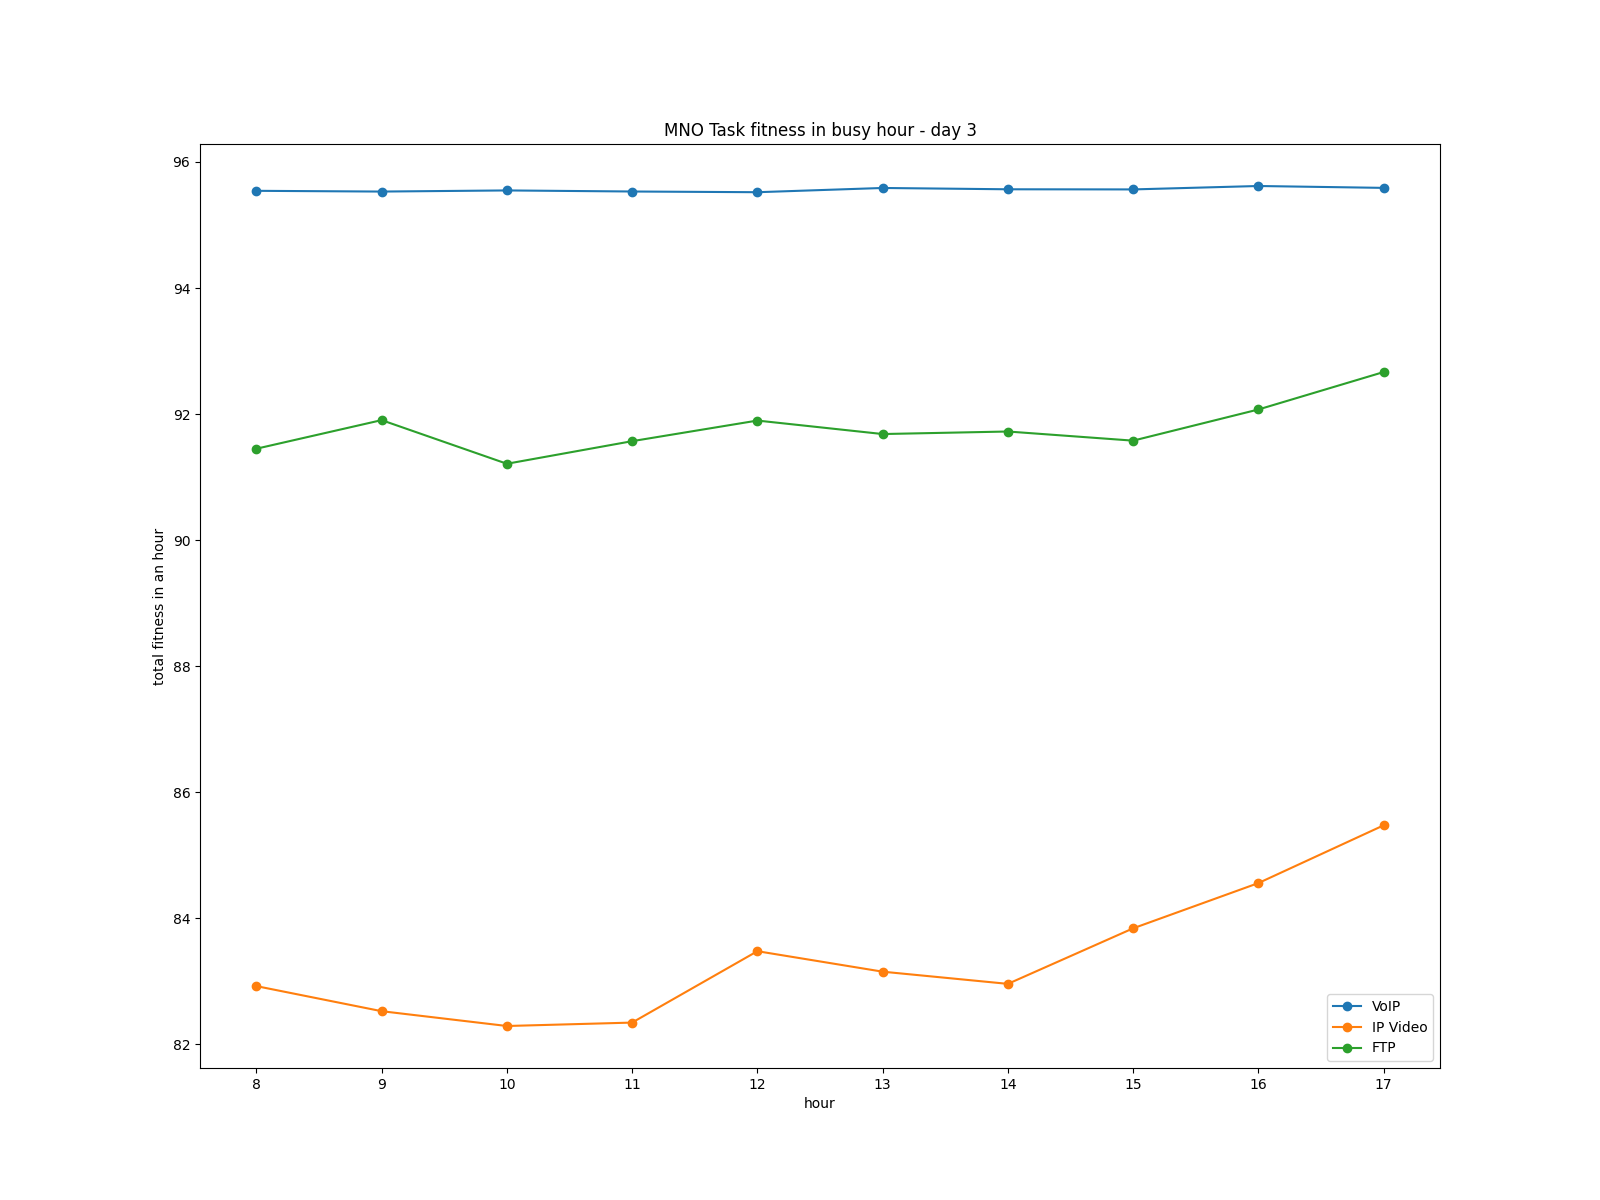 MNO Task fitness in busy hour - day 3
total fitness in an hour
96
94
92
90
88
86
84
82
8 9 10 11 12 13 14 15 16 17
hour
VoIP
IP Video
FTP